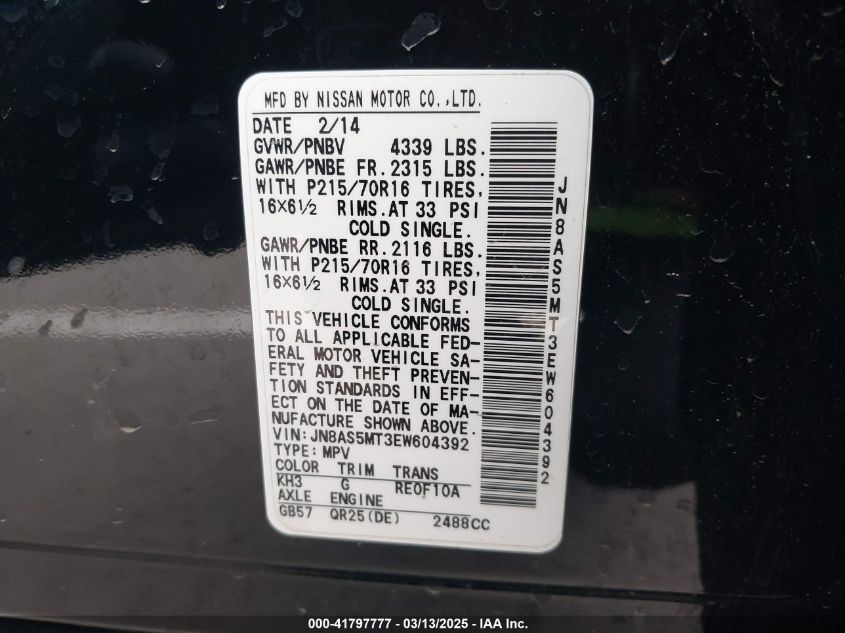 MFD BY NISSAN MOTOR CO.,LTD.
DATE 2/14
GVWR/PNBV 4339 LBS.
GAWR/PNBE FR.2315 LBS.
WITH P215/70R16 TIRES,
16×6½ RIMS.AT 33 PSI
COLD SINGLE.
GAWR/PNBE RR.2116 LBS.
WITH P215/70R16 TIRES,
16×6½ RIMS.AT 33 PSI
COLD SINGLE.
THIS VEHICLE CONFORMS
TO ALL APPLICABLE FED-
ERAL MOTOR VEHICLE SA-
FETY AND THEFT PREVEN-
TION STANDARDS IN EFF-
ECT ON THE DATE OF MA-
NUFACTURE SHOWN ABOVE.
VIN:JN8AS5MT3EW604392
TYPE:MPV
COLOR TRIM TRANS
KH3 G RE0F10A
AXLE ENGINE
GB57 QR25(DE) 2488CC
JN8AS5MT3EW604392
000-41797777 - 03/13/2025 - IAA, Inc.